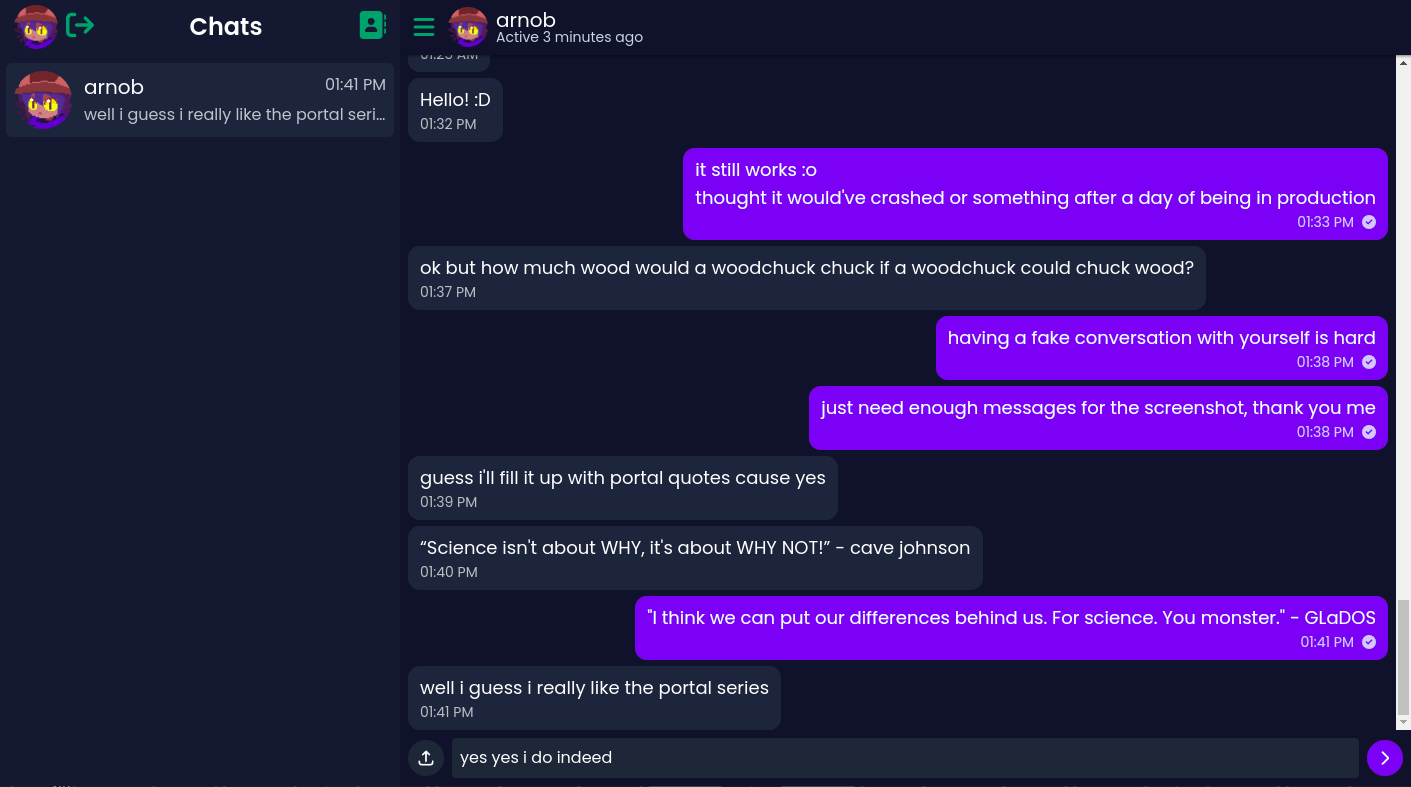 Chats
arnob
01:41 PM
well i guess i really like the portal seri...
arnob
Active 3 minutes ago
Hello! :D
01:32 PM
it still works :o
thought it would've crashed or something after a day of being in production
01:33 PM
ok but how much wood would a woodchuck chuck if a woodchuck could chuck wood?
01:37 PM
having a fake conversation with yourself is hard
01:38 PM
just need enough messages for the screenshot, thank you me
01:38 PM
guess i'll fill it up with portal quotes cause yes
01:39 PM
“Science isn't about WHY, it's about WHY NOT!” - cave johnson
01:40 PM
"I think we can put our differences behind us. For science. You monster." - GLaDOS
01:41 PM
well i guess i really like the portal series
01:41 PM
yes yes i do indeed